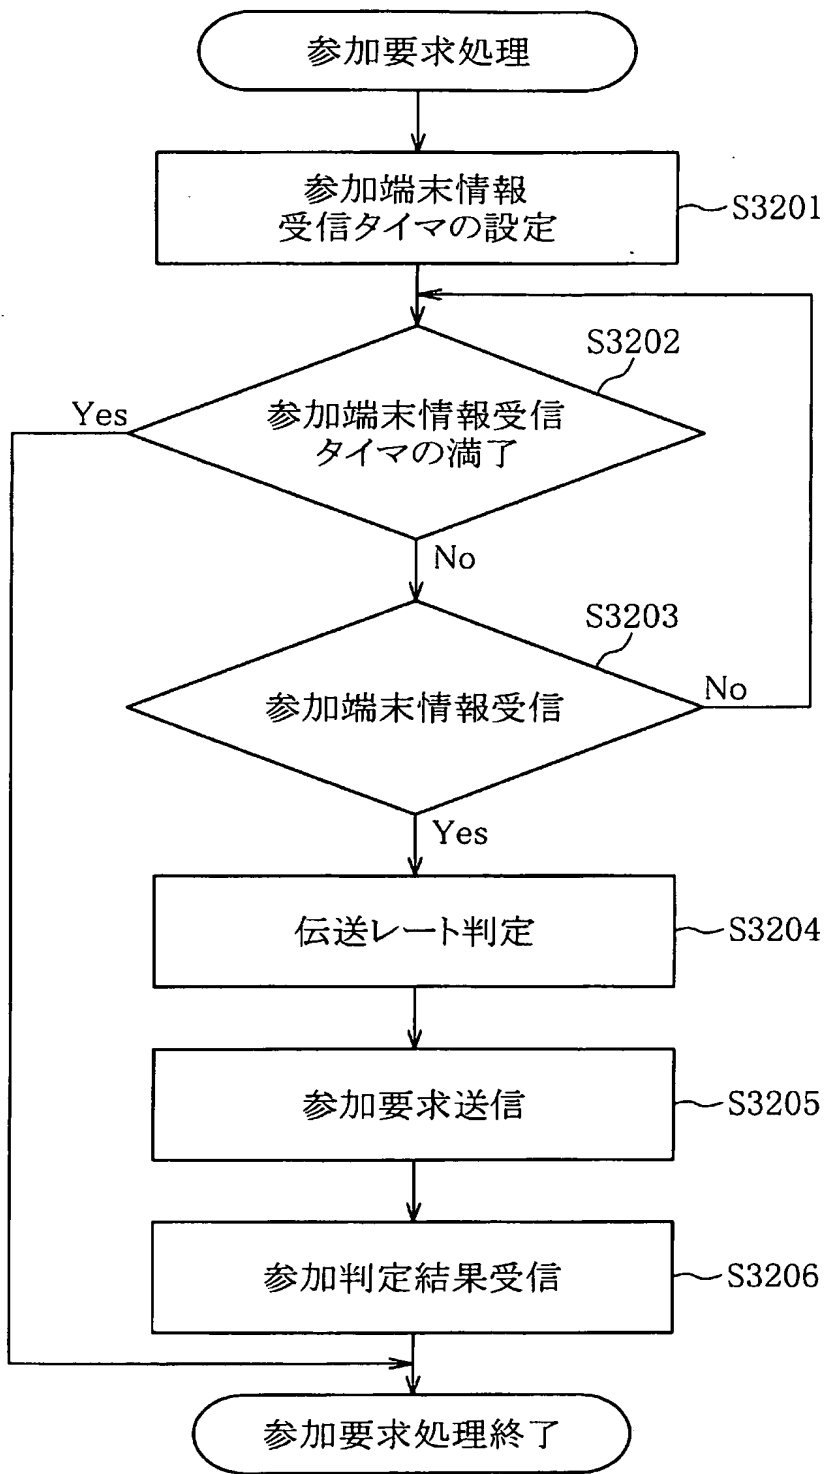 参加要求処理
参加端末情報
受信タイマの設定
S3201
S3202
Yes
参加端末情報受信
タイマの満了
No
S3203
No
参加端末情報受信
Yes
伝送レート判定
S3204
参加要求送信
S3205
参加判定結果受信
S3206
参加要求処理終了